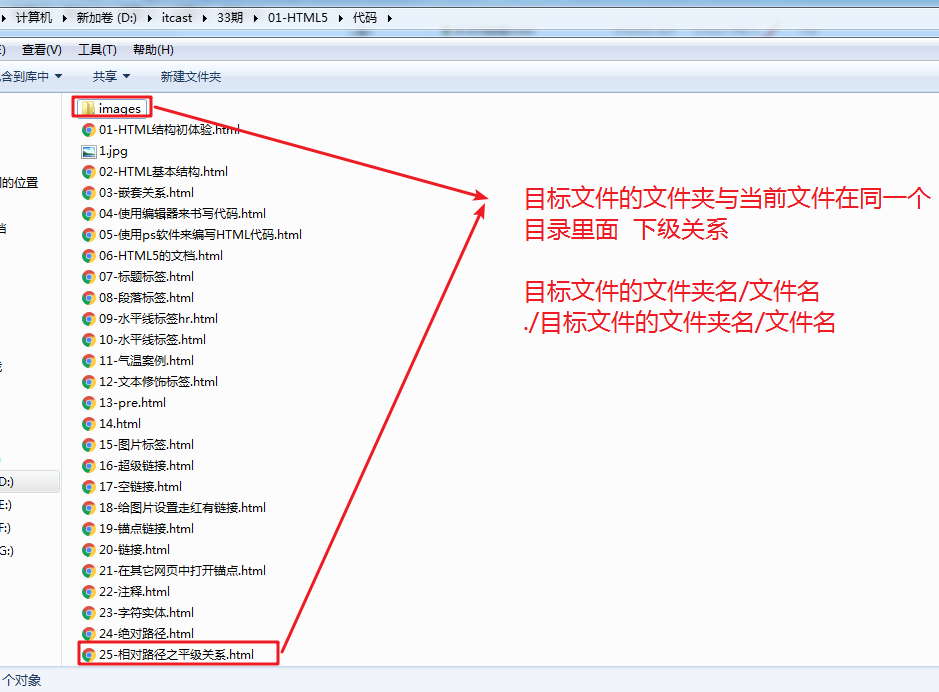 计算机 ▸ 新加卷 (D:) ▸ itcast ▸ 33期 ▸ 01-HTML5 ▸ 代码 ▸
E) 查看(V) 工具(T) 帮助(H)
含到库中 共享 新建文件夹
images
01-HTML结构初体验.html
1.jpg
02-HTML基本结构.html
的位置
03-嵌套关系.html
目标文件的文件夹与当前文件在同一个
04-使用编辑器来书写代码.html
目录里面 下级关系
05-使用ps软件来编写HTML代码.html
06-HTML5的文档.html
07-标题标签.html
目标文件的文件夹名/文件名
08-段落标签.html
./目标文件的文件夹名/文件名
09-水平线标签hr.html
10-水平线标签.html
11-气温案例.html
12-文本修饰标签.html
13-pre.html
14.html
15-图片标签.html
16-超级链接.html
D:)
17-空链接.html
E:)
18-给图片设置走红有链接.html
F:)
19-锚点链接.html
G:)
20-链接.html
21-在其它网页中打开锚点.html
22-注释.html
23-字符实体.html
24-绝对路径.html
25-相对路径之平级关系.html
个对象